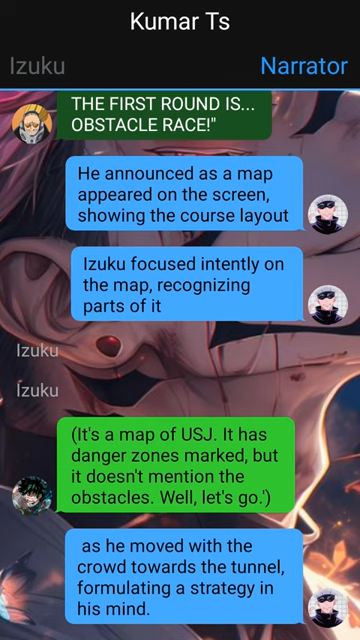 Kumar Ts
Izuku
Narrator
THE FIRST ROUND IS...
OBSTACLE RACE!"
He announced as a map
appeared on the screen,
showing the course layout
Izuku focused intently on
the map, recognizing
parts of it
Izuku
Izuku
(It's a map of USJ. It has
danger zones marked, but
it doesn't mention the
obstacles. Well, let's go.')
as he moved with the
crowd towards the tunnel,
formulating a strategy in
his mind.